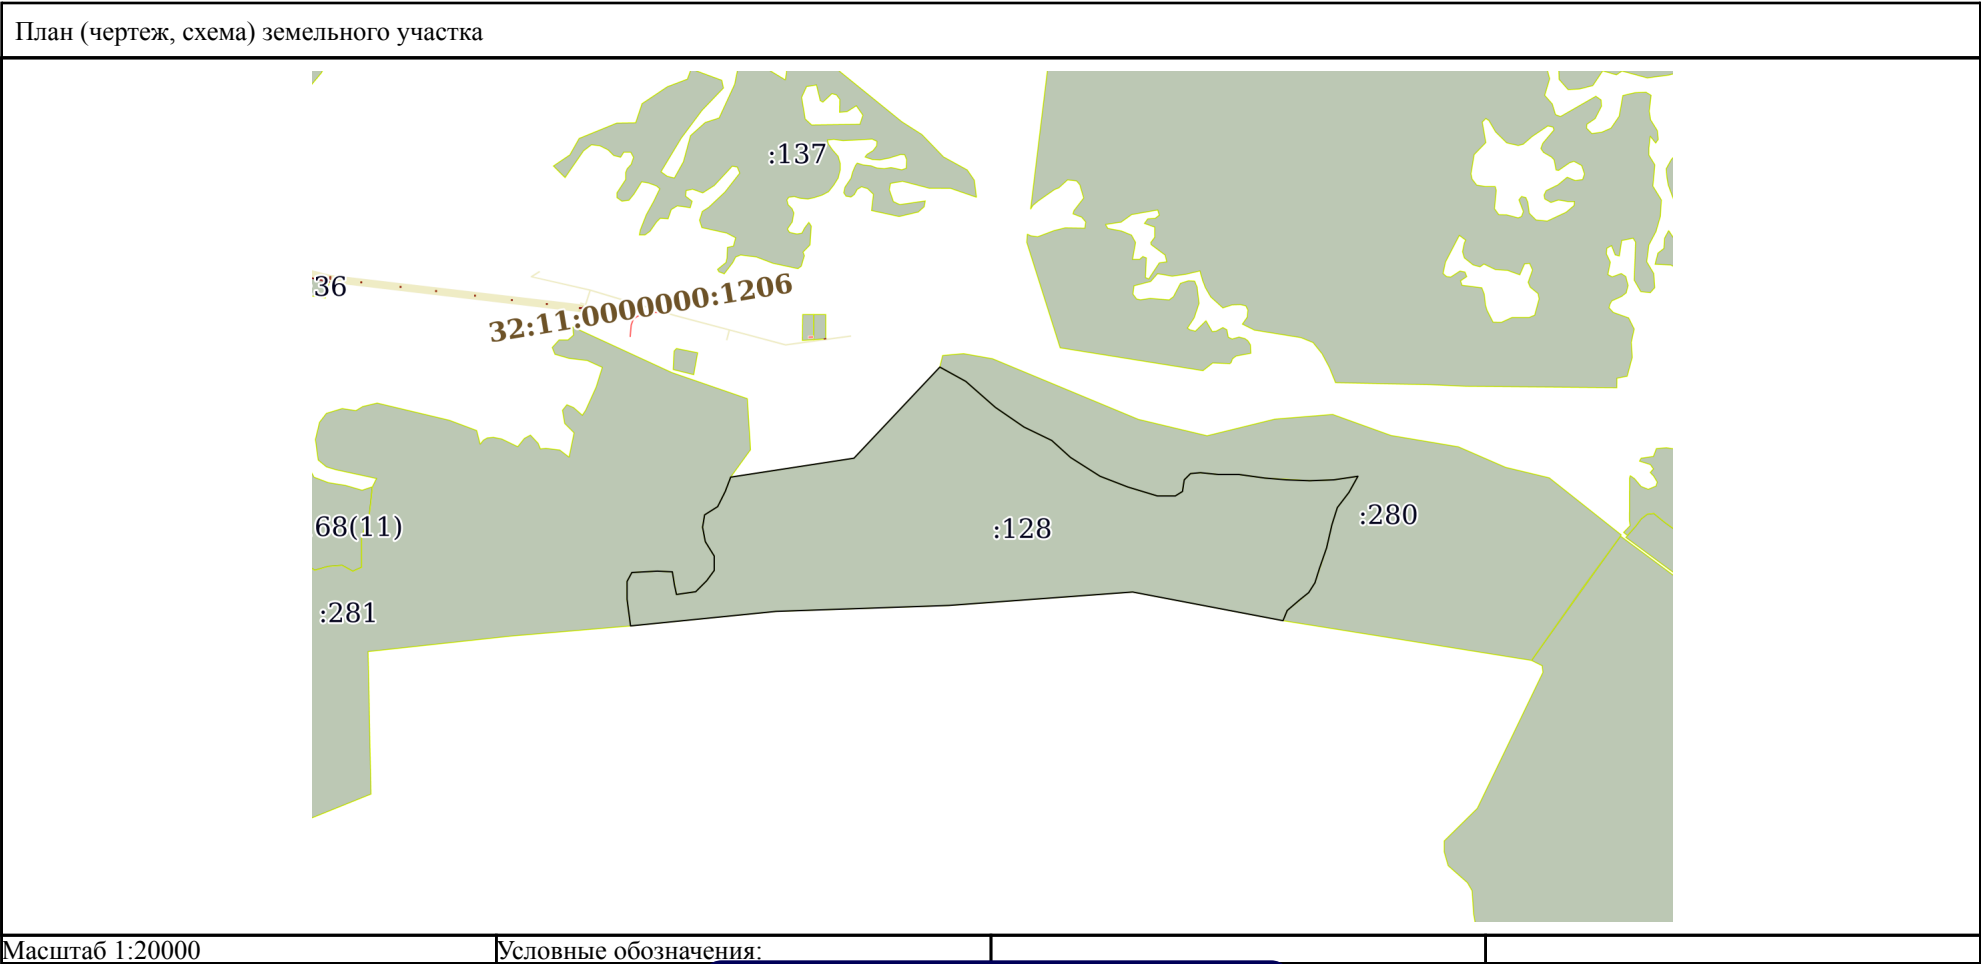 План (чертеж, схема) земельного участка
:137
36
32:11:0000000:1206
:128
:280
68(11)
:281
Масштаб 1:20000
Условные обозначения: